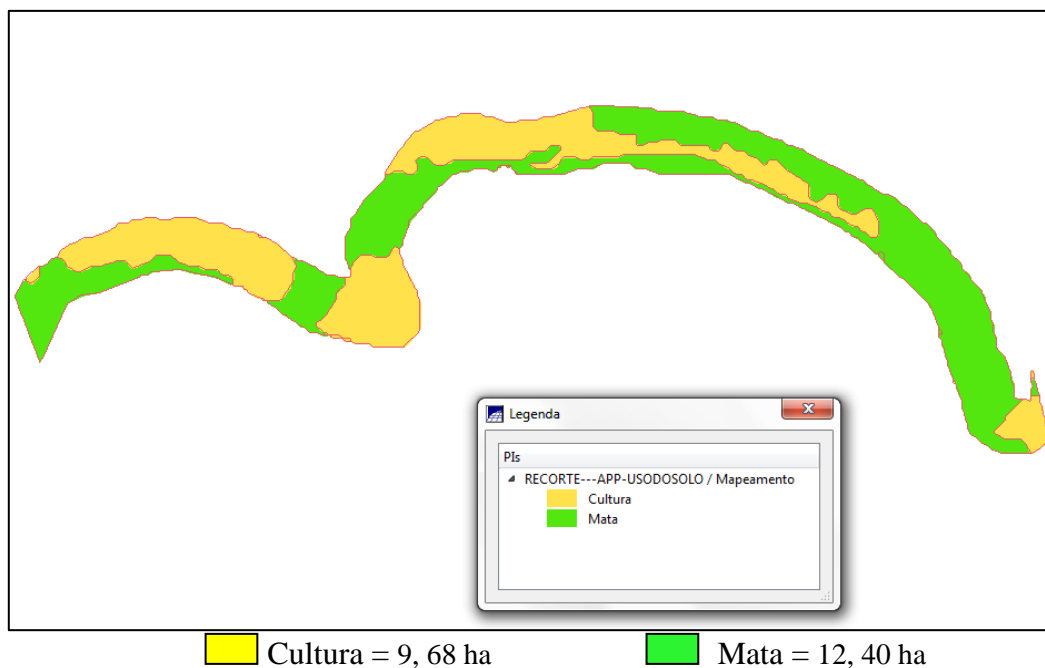 Legenda
PIs
RECORTE---APP-USODOSOLO / Mapeamento
Cultura
Mata
Cultura = 9, 68 ha
Mata = 12, 40 ha